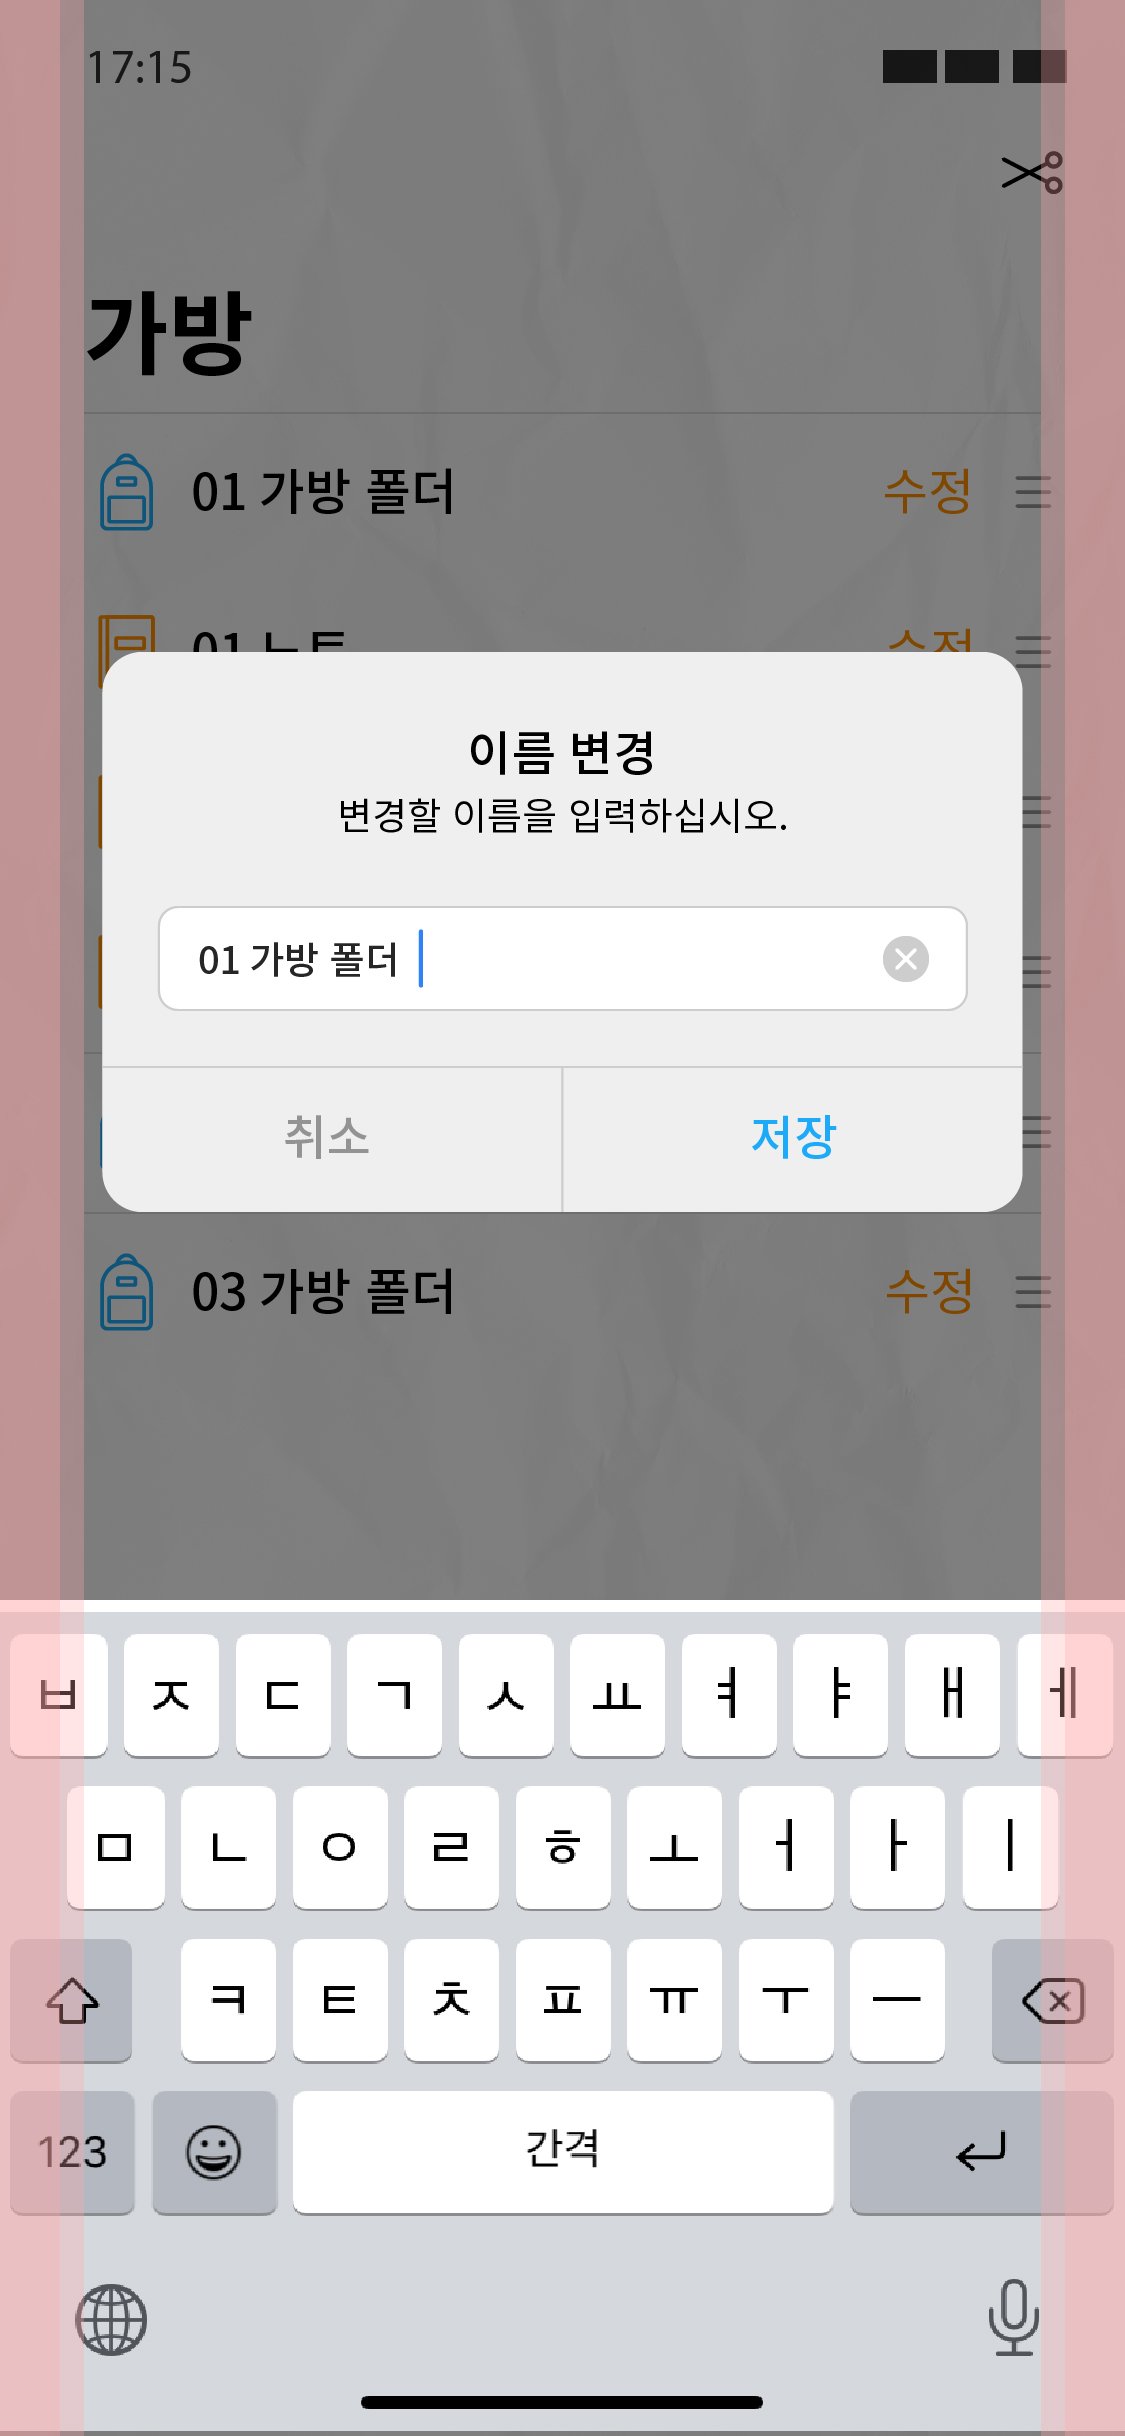 17:15
가방
01 가방 폴더 수정
01 노트 수정
이름 변경
변경할 이름을 입력하십시오.
01 가방 폴더
취소 저장
03 가방 폴더 수정
ㅂ ㅈ ㄷ ㄱ ㅅ ㅛ ㅕ ㅑ ㅐ ㅔ
ㅁ ㄴ ㅇ ㄹ ㅎ ㅗ ㅓ ㅏ ㅣ
ㅋ ㅌ ㅊ ㅍ ㅠ ㅜ ㅡ
123 간격